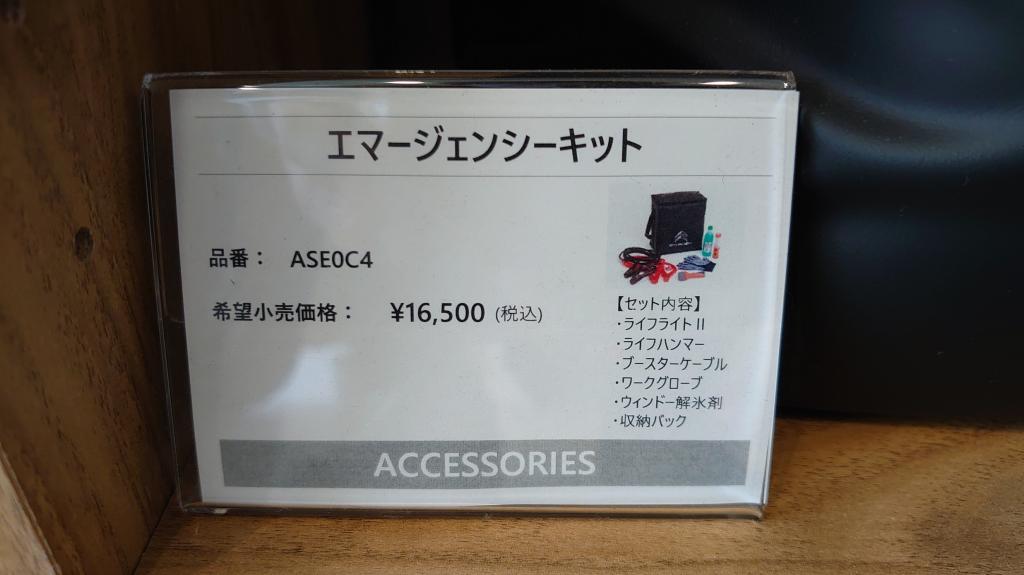 エマージェンシーキット
品番： ASE0C4
希望小売価格： ¥16,500 (税込)
【セット内容】
・ライフライトII
・ライフハンマー
・ブースターケーブル
・ワークグローブ
・ウィンドー解氷剤
・収納バック
ACCESSORIES